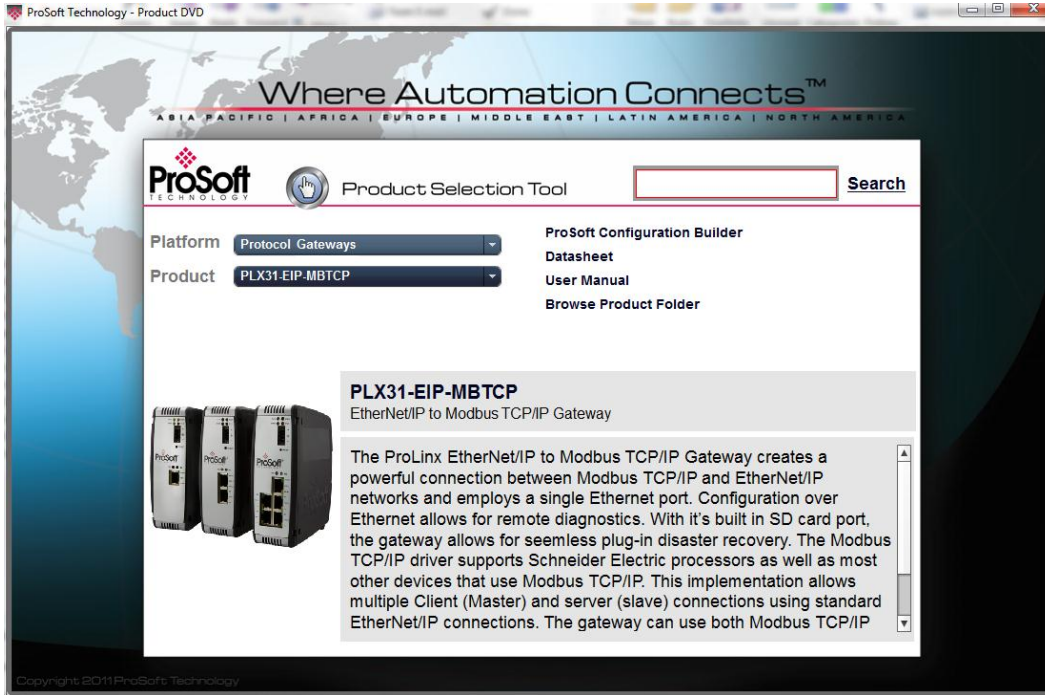 ProSoft Technology - Product DVD
Where Automation Connects™
ASIA PACIFIC | AFRICA | EUROPE | MIDDLE EAST | LATIN AMERICA | NORTH AMERICA
ProSoft
TECHNOLOGY
Product Selection Tool
Search
Platform
Protocol Gateways
Product
PLX31-EIP-MBTCP
ProSoft Configuration Builder
Datasheet
User Manual
Browse Product Folder
PLX31-EIP-MBTCP
EtherNet/IP to Modbus TCP/IP Gateway
ProSoft
ProSoft
ProSoft
The ProLinx EtherNet/IP to Modbus TCP/IP Gateway creates a
powerful connection between Modbus TCP/IP and EtherNet/IP
networks and employs a single Ethernet port. Configuration over
Ethernet allows for remote diagnostics. With it's built in SD card port,
the gateway allows for seemless plug-in disaster recovery. The Modbus
TCP/IP driver supports Schneider Electric processors as well as most
other devices that use Modbus TCP/IP. This implementation allows
multiple Client (Master) and server (slave) connections using standard
EtherNet/IP connections. The gateway can use both Modbus TCP/IP
Copyright 2011 ProSoft Technology